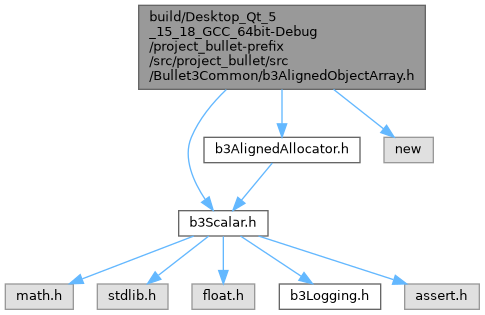 build/Desktop_Qt_5
_15_18_GCC_64bit-Debug
/project_bullet-prefix
/src/project_bullet/src
/Bullet3Common/b3AlignedObjectArray.h
b3AlignedAllocator.h
new
b3Scalar.h
math.h
stdlib.h
float.h
b3Logging.h
assert.h